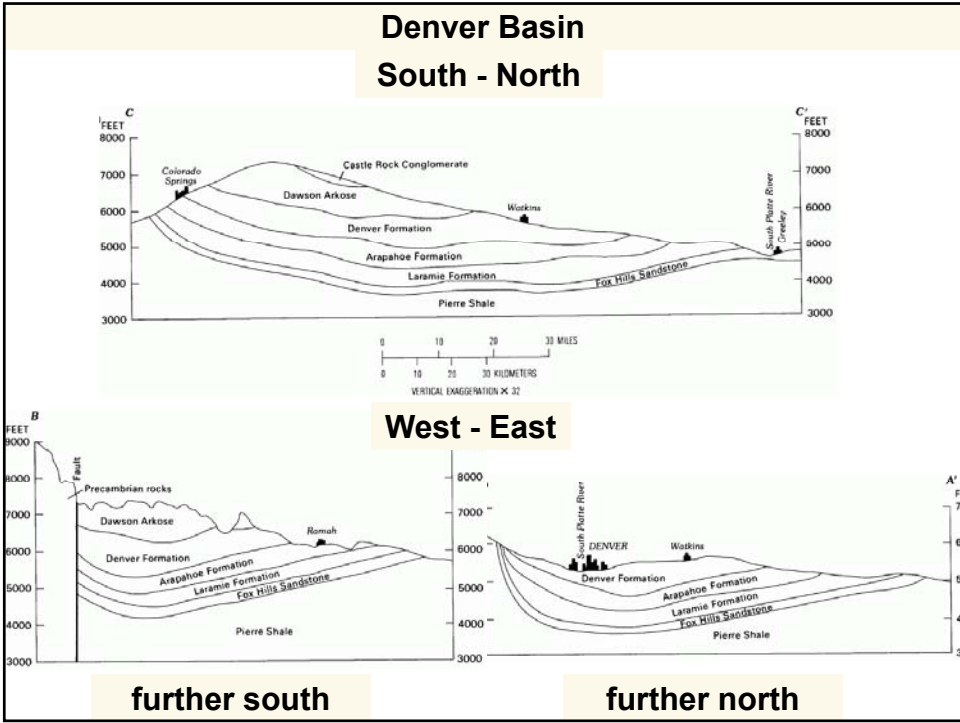 Denver Basin
South - North
C
FEET
8000
7000
6000
5000
4000
3000
Colorado
Springs
Castle Rock Conglomerate
Dawson Arkose
Denver Formation
Arapahoe Formation
Laramie Formation
Fox Hills Sandstone
Pierre Shale
Watkins
South Platte River
Greeley
C'
FEET
8000
7000
6000
5000
4000
3000
0 10 20 30 MILES
0 10 20 30 KILOMETERS
VERTICAL EXAGGERATION × 32
West - East
B
FEET
9000
8000
7000
6000
5000
4000
3000
Fault
Precambrian rocks
Dawson Arkose
Denver Formation
Arapahoe Formation
Laramie Formation
Fox Hills Sandstone
Pierre Shale
Ramah
8000
7000
6000
5000
4000
3000
South Platte River
DENVER
Watkins
Denver Formation
Arapahoe Formation
Laramie Formation
Fox Hills Sandstone
Pierre Shale
A'
F
7
5
4
3
further south
further north